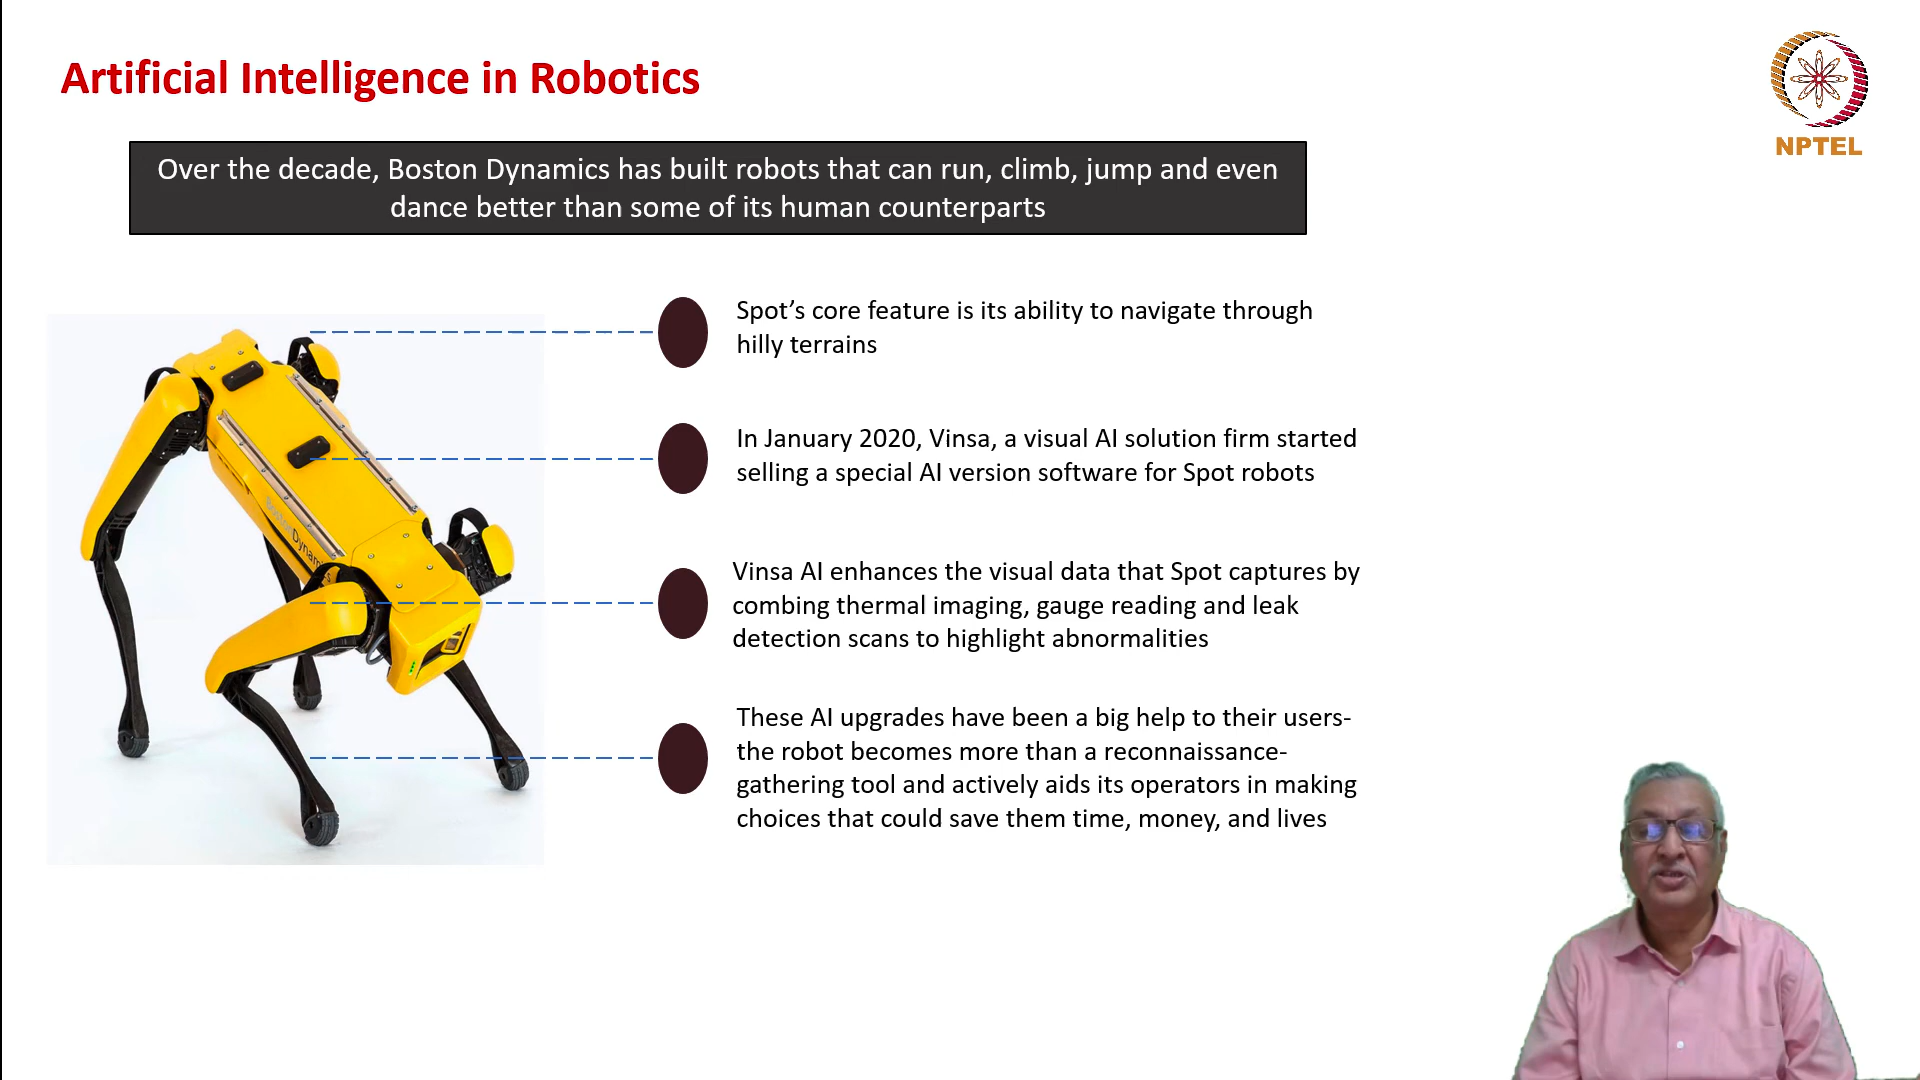 Artificial Intelligence in Robotics
NPTEL
Over the decade, Boston Dynamics has built robots that can run, climb, jump and even
dance better than some of its human counterparts
Spot’s core feature is its ability to navigate through
hilly terrains
In January 2020, Vinsa, a visual AI solution firm started
selling a special AI version software for Spot robots
Vinsa AI enhances the visual data that Spot captures by
combing thermal imaging, gauge reading and leak
detection scans to highlight abnormalities
These AI upgrades have been a big help to their users-
the robot becomes more than a reconnaissance-
gathering tool and actively aids its operators in making
choices that could save them time, money, and lives
BostonDynamics